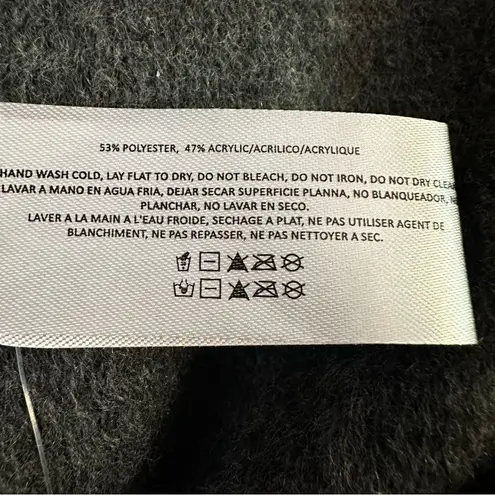 53% POLYESTER, 47% ACRYLIC/ACRILICO/ACRYLIQUE
HAND WASH COLD, LAY FLAT TO DRY, DO NOT BLEACH, DO NOT IRON, DO NOT DRY CLEA
LAVAR A MANO EN AGUA FRIA, DEJAR SECAR SUPERFICIE PLANNA, NO BLANQUEADOR, N
PLANCHAR, NO LAVAR EN SECO.
LAVER A LA MAIN A L'EAU FROIDE, SECHAGE A PLAT, NE PAS UTILISER AGENT DE
BLANCHIMENT, NE PAS REPASSER, NE PAS NETTOYER A SEC.